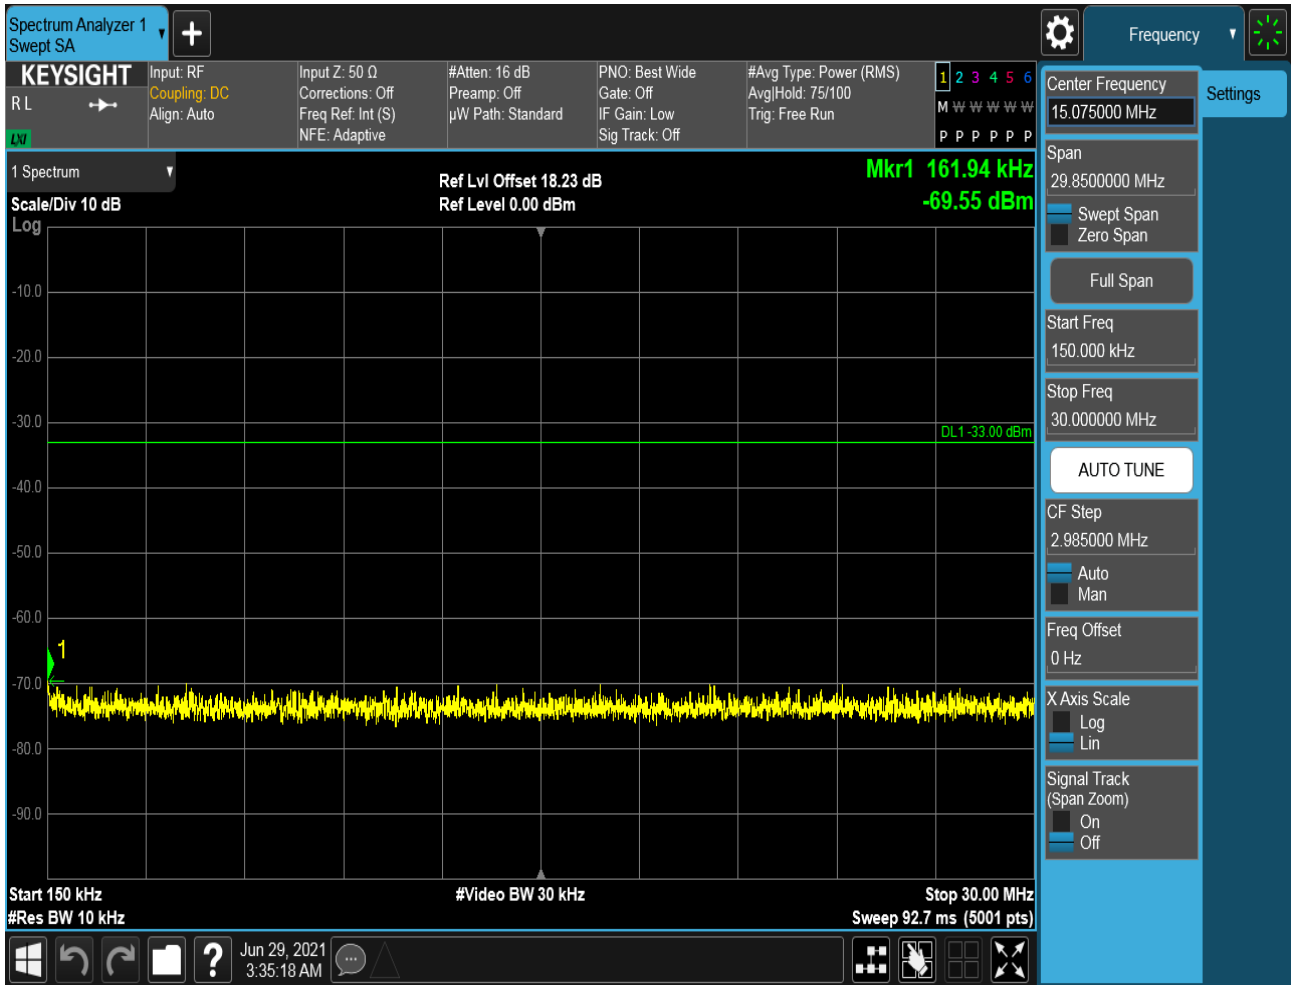 Spectrum Analyzer 1
Swept SA
Frequency
KEYSIGHT
R L
LXI
Input: RF
Coupling: DC
Align: Auto
Input Z: 50 Ω
Corrections: Off
Freq Ref: Int (S)
NFE: Adaptive
#Atten: 16 dB
Preamp: Off
µW Path: Standard
PNO: Best Wide
Gate: Off
IF Gain: Low
Sig Track: Off
#Avg Type: Power (RMS)
Avg|Hold: 75/100
Trig: Free Run
1 2 3 4 5 6
M W W W W W
P P P P P P
1 Spectrum
Scale/Div 10 dB
Log
Ref Lvl Offset 18.23 dB
Ref Level 0.00 dBm
Mkr1 161.94 kHz
-69.55 dBm
-10.0
-20.0
-30.0
DL1 -33.00 dBm
-40.0
-50.0
-60.0
1
-70.0
-80.0
-90.0
Start 150 kHz
#Video BW 30 kHz
Stop 30.00 MHz
#Res BW 10 kHz
Sweep 92.7 ms (5001 pts)
Center Frequency
15.075000 MHz
Settings
Span
29.8500000 MHz
Swept Span
Zero Span
Full Span
Start Freq
150.000 kHz
Stop Freq
30.000000 MHz
AUTO TUNE
CF Step
2.985000 MHz
Auto
Man
Freq Offset
0 Hz
X Axis Scale
Log
Lin
Signal Track
(Span Zoom)
On
Off
?
Jun 29, 2021
3:35:18 AM